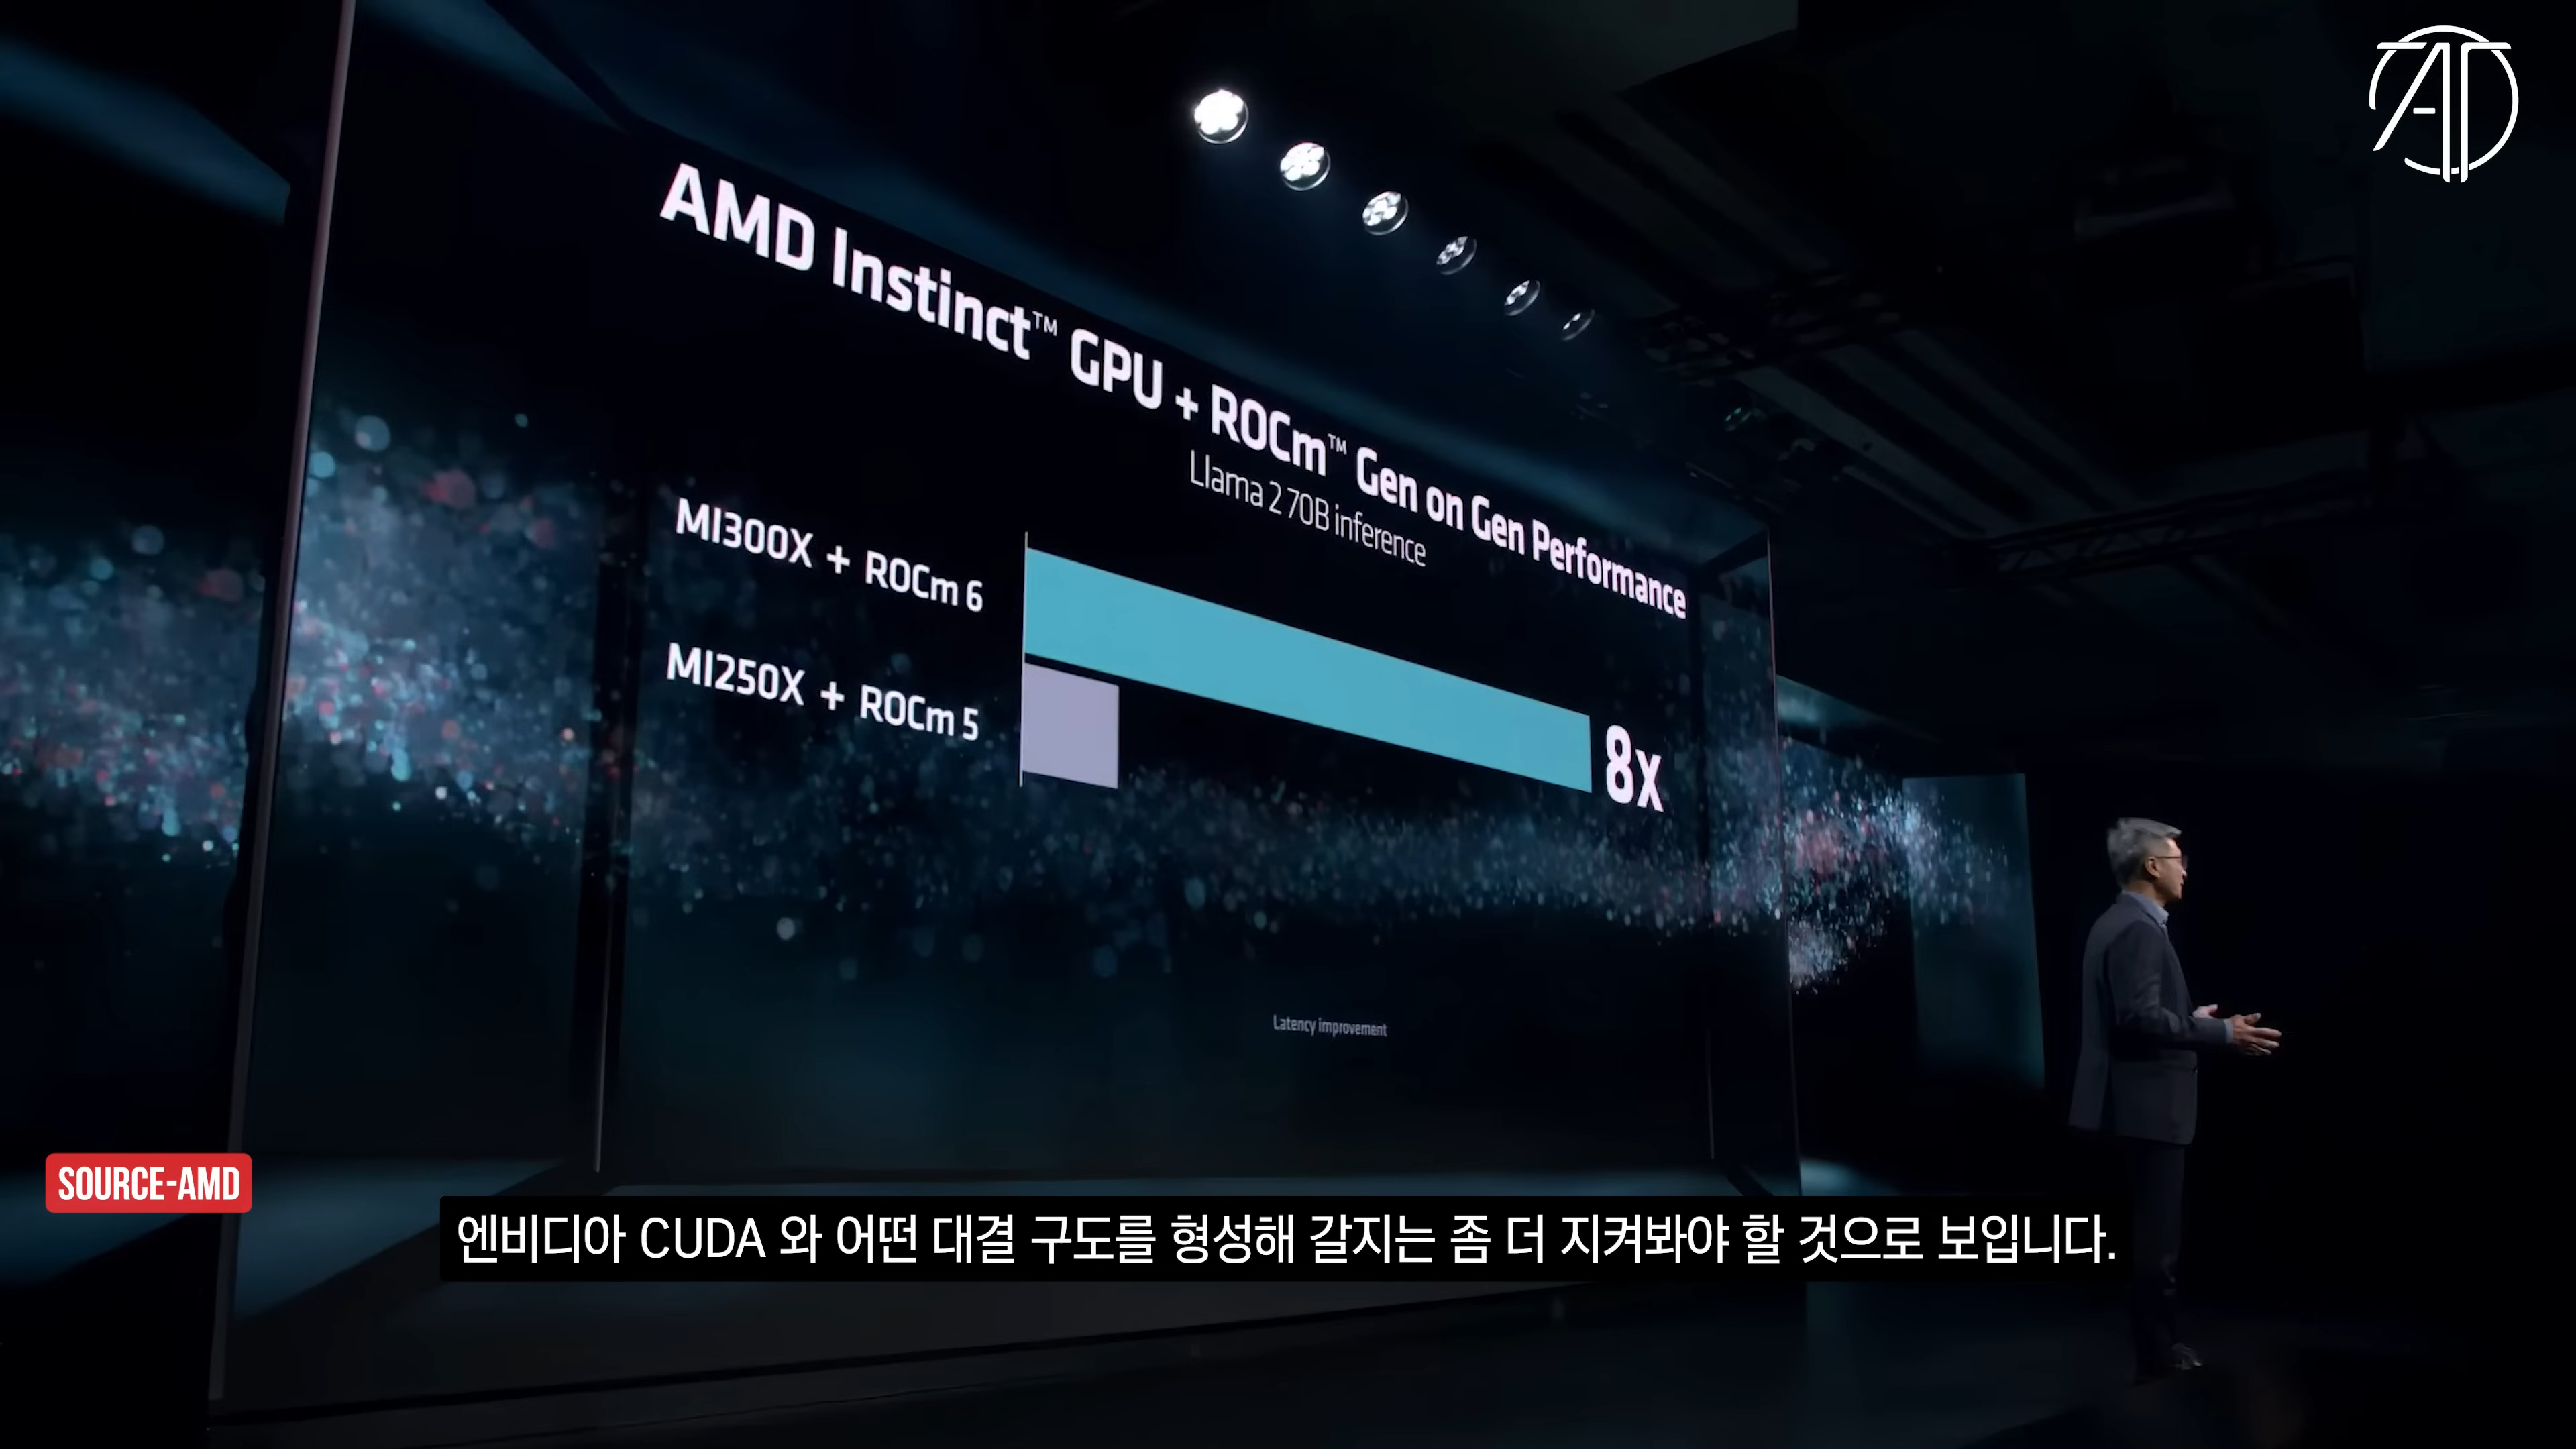 AMD Instinct™ GPU + ROCm™ Gen on Gen Performance
Llama 2 70B inference
MI300X + ROCm 6
8x
MI250X + ROCm 5
Latency improvement
SOURCE-AMD
엔비디아 CUDA 와 어떤 대결 구도를 형성해 갈지는 좀 더 지켜봐야 할 것으로 보입니다.